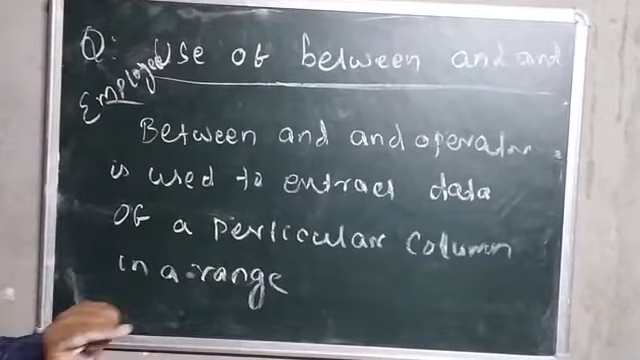 Q: Use of between and and
Employee
Between and and operator
is used to extract data
of a perticular column
in a range